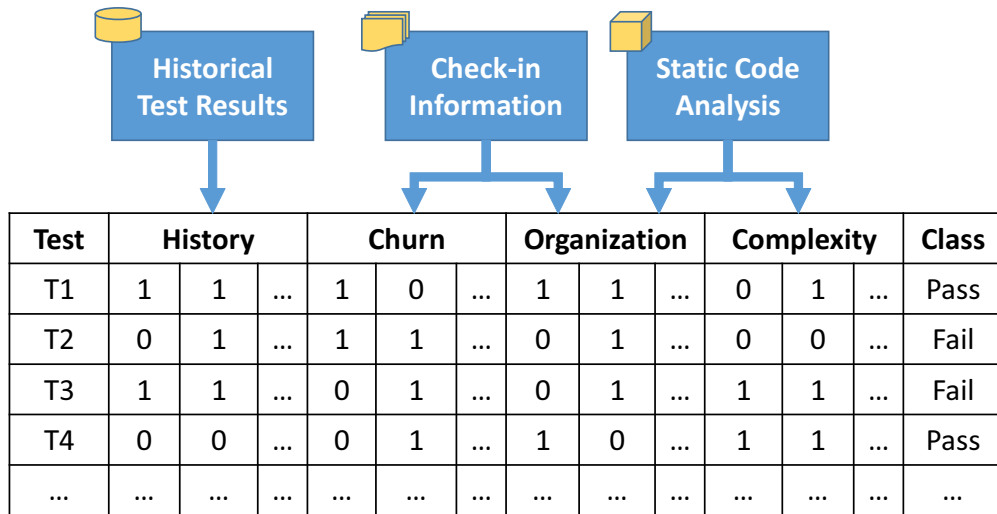 Historical
Test Results
Check-in
Information
Static Code
Analysis
Test History Churn Organization Complexity Class
T1 1 1 ... 1 0 ... 1 1 ... 0 1 ... Pass
T2 0 1 ... 1 1 ... 0 1 ... 0 0 ... Fail
T3 1 1 ... 0 1 ... 0 1 ... 1 1 ... Fail
T4 0 0 ... 0 1 ... 1 0 ... 1 1 ... Pass
... ... ... ... ... ... ... ... ... ... ... ... ... ...